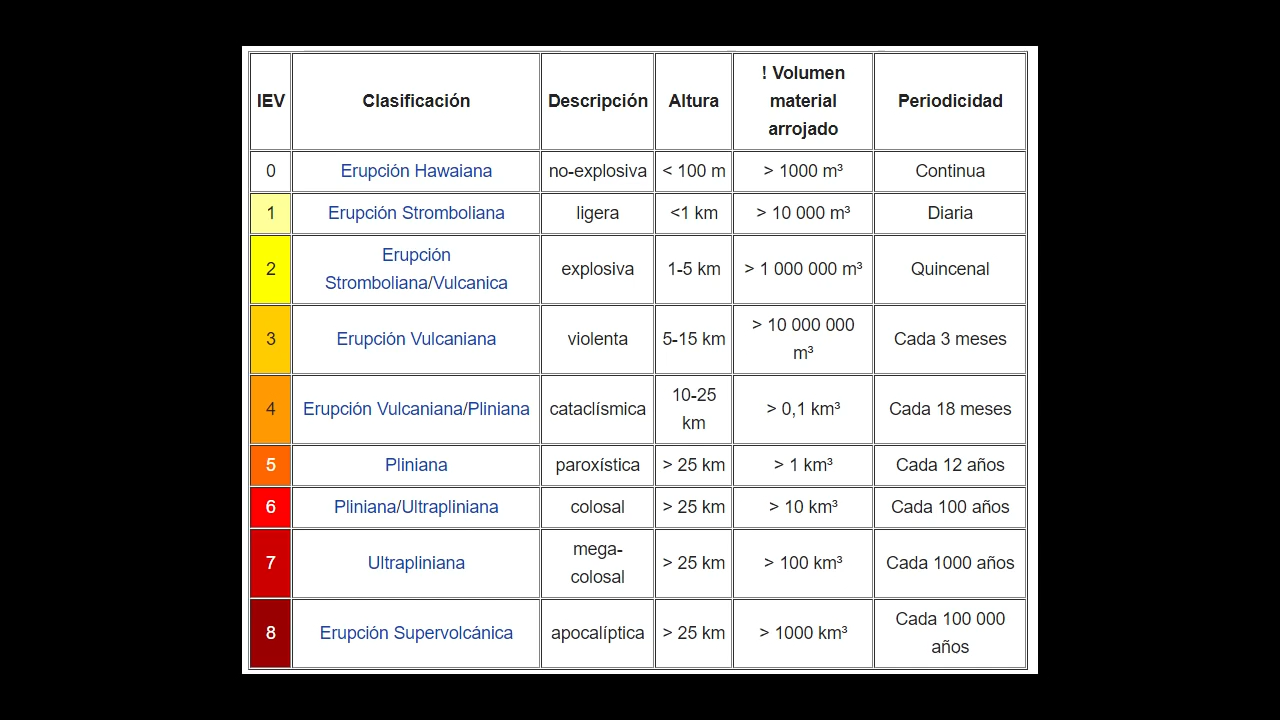 IEV Clasificación Descripción Altura ! Volumen material arrojado Periodicidad
0 Erupción Hawaiana no-explosiva < 100 m > 1000 m³ Continua
1 Erupción Stromboliana ligera <1 km > 10 000 m³ Diaria
2 Erupción Stromboliana/Vulcanica explosiva 1-5 km > 1 000 000 m³ Quincenal
3 Erupción Vulcaniana violenta 5-15 km > 10 000 000 m³ Cada 3 meses
4 Erupción Vulcaniana/Pliniana cataclísmica 10-25 km > 0,1 km³ Cada 18 meses
5 Pliniana paroxística > 25 km > 1 km³ Cada 12 años
6 Pliniana/Ultrapliniana colosal > 25 km > 10 km³ Cada 100 años
7 Ultrapliniana mega-colosal > 25 km > 100 km³ Cada 1000 años
8 Erupción Supervolcánica apocalíptica > 25 km > 1000 km³ Cada 100 000 años